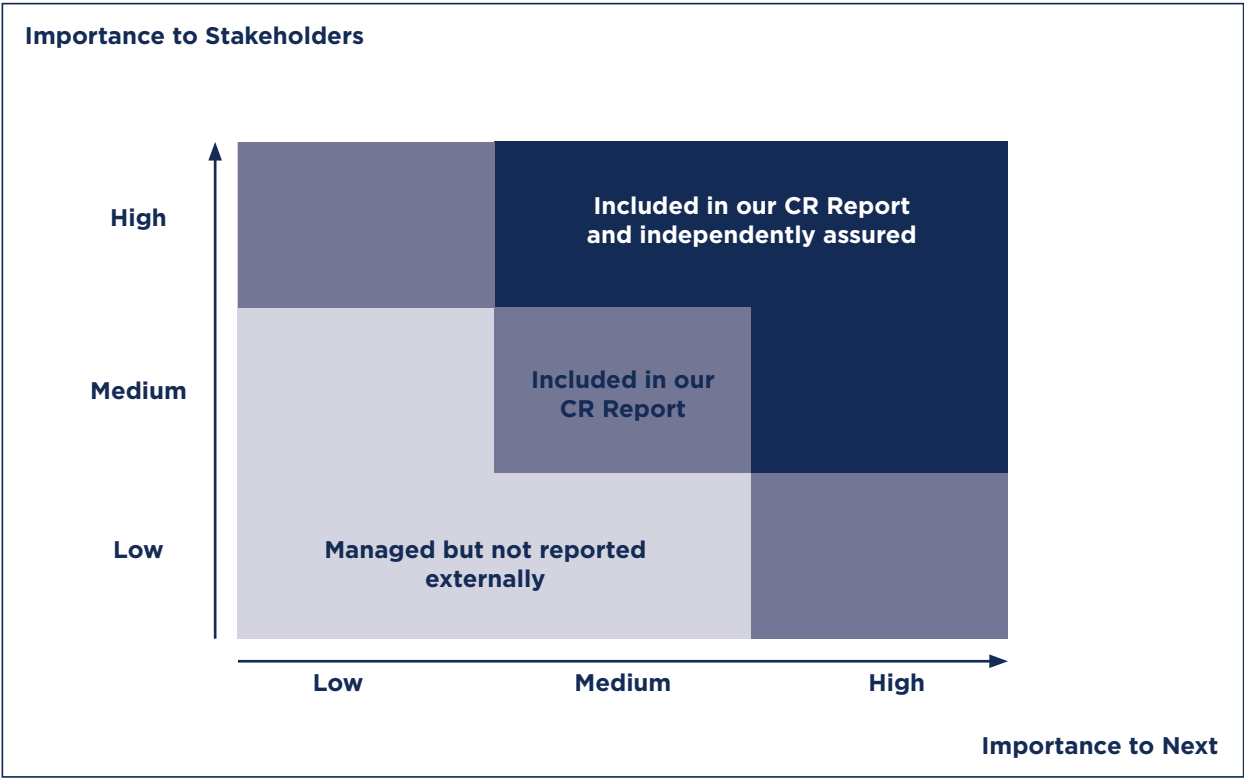 Importance to Stakeholders
High
Included in our CR Report
and independently assured
Medium
Included in our
CR Report
Low
Managed but not reported
externally
Low
Medium
High
Importance to Next